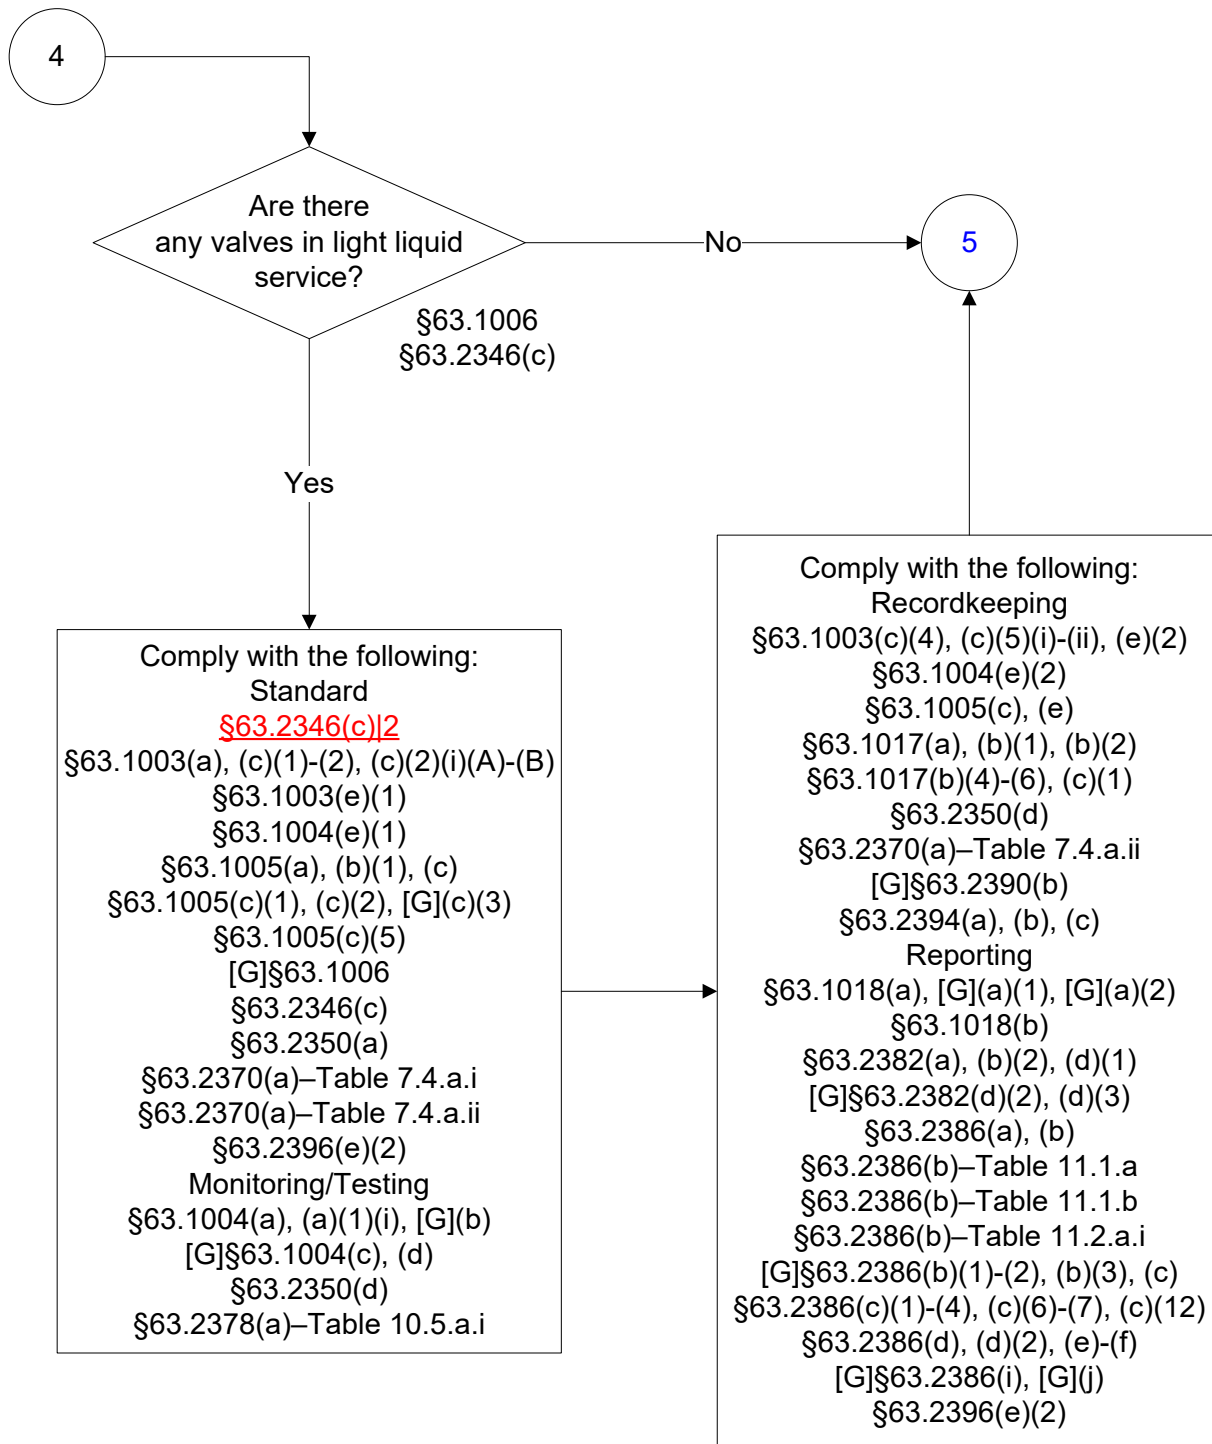 4
Are there
any valves in light liquid
service?
No
5
§63.1006
§63.2346(c)
Yes
Comply with the following:
Standard
§63.2346(c)|2
§63.1003(a), (c)(1)-(2), (c)(2)(i)(A)-(B)
§63.1003(e)(1)
§63.1004(e)(1)
§63.1005(a), (b)(1), (c)
§63.1005(c)(1), (c)(2), [G](c)(3)
§63.1005(c)(5)
[G]§63.1006
§63.2346(c)
§63.2350(a)
§63.2370(a)–Table 7.4.a.i
§63.2370(a)–Table 7.4.a.ii
§63.2396(e)(2)
Monitoring/Testing
§63.1004(a), (a)(1)(i), [G](b)
[G]§63.1004(c), (d)
§63.2350(d)
§63.2378(a)–Table 10.5.a.i
Comply with the following:
Recordkeeping
§63.1003(c)(4), (c)(5)(i)-(ii), (e)(2)
§63.1004(e)(2)
§63.1005(c), (e)
§63.1017(a), (b)(1), (b)(2)
§63.1017(b)(4)-(6), (c)(1)
§63.2350(d)
§63.2370(a)–Table 7.4.a.ii
[G]§63.2390(b)
§63.2394(a), (b), (c)
Reporting
§63.1018(a), [G](a)(1), [G](a)(2)
§63.1018(b)
§63.2382(a), (b)(2), (d)(1)
[G]§63.2382(d)(2), (d)(3)
§63.2386(a), (b)
§63.2386(b)–Table 11.1.a
§63.2386(b)–Table 11.1.b
§63.2386(b)–Table 11.2.a.i
[G]§63.2386(b)(1)-(2), (b)(3), (c)
§63.2386(c)(1)-(4), (c)(6)-(7), (c)(12)
§63.2386(d), (d)(2), (e)-(f)
[G]§63.2386(i), [G](j)
§63.2396(e)(2)